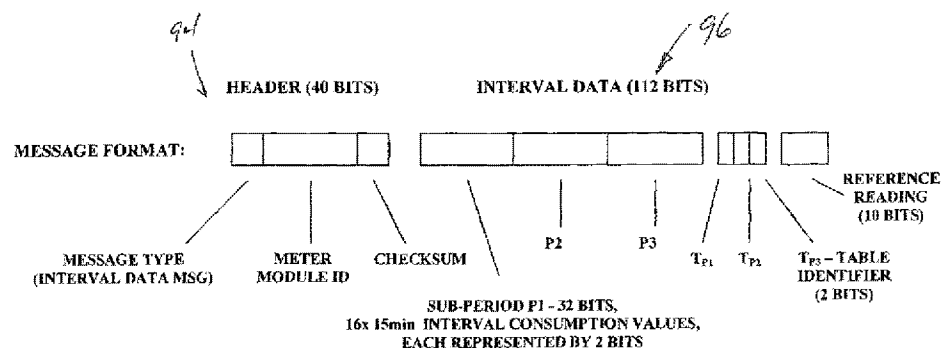 94
96
HEADER (40 BITS)
INTERVAL DATA (112 BITS)
MESSAGE FORMAT:
MESSAGE TYPE
(INTERVAL DATA MSG)
METER
MODULE ID
CHECKSUM
SUB-PERIOD P1 - 32 BITS,
16x 15min INTERVAL CONSUMPTION VALUES,
EACH REPRESENTED BY 2 BITS
P2
P3
TP1
TP2
TP3 – TABLE
IDENTIFIER
(2 BITS)
REFERENCE
READING
(10 BITS)